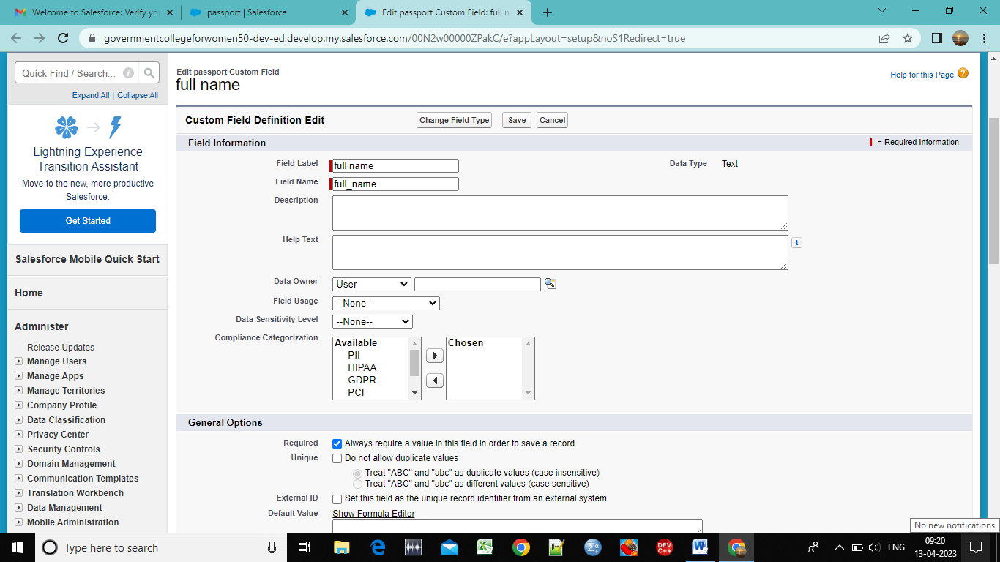 Welcome to Salesforce: Verify yo
passport | Salesforce
Edit passport Custom Field: full n
governmentcollegeforwomen50-dev-ed.develop.my.salesforce.com/00N2w00000ZPakC/e?appLayout=setup&noS1Redirect=true
Quick Find / Search...
Expand All | Collapse All
Lightning Experience
Transition Assistant
Move to the new, more productive
Salesforce.
Get Started
Salesforce Mobile Quick Start
Home
Administer
Release Updates
Manage Users
Manage Apps
Manage Territories
Company Profile
Data Classification
Privacy Center
Security Controls
Domain Management
Communication Templates
Translation Workbench
Data Management
Mobile Administration
Edit passport Custom Field
full name
Help for this Page
Custom Field Definition Edit
Change Field Type
Save
Cancel
Field Information
= Required Information
Field Label
full name
Data Type
Text
Field Name
full_name
Description
Help Text
Data Owner
User
Field Usage
--None--
Data Sensitivity Level
--None--
Compliance Categorization
Available
PII
HIPAA
GDPR
PCI
Chosen
General Options
Required
Always require a value in this field in order to save a record
Unique
Do not allow duplicate values
Treat "ABC" and "abc" as duplicate values (case insensitive)
Treat "ABC" and "abc" as different values (case sensitive)
External ID
Set this field as the unique record identifier from an external system
Default Value
Show Formula Editor
No new notifications
Type here to search
DEV
C++
ENG
09:20
13-04-2023